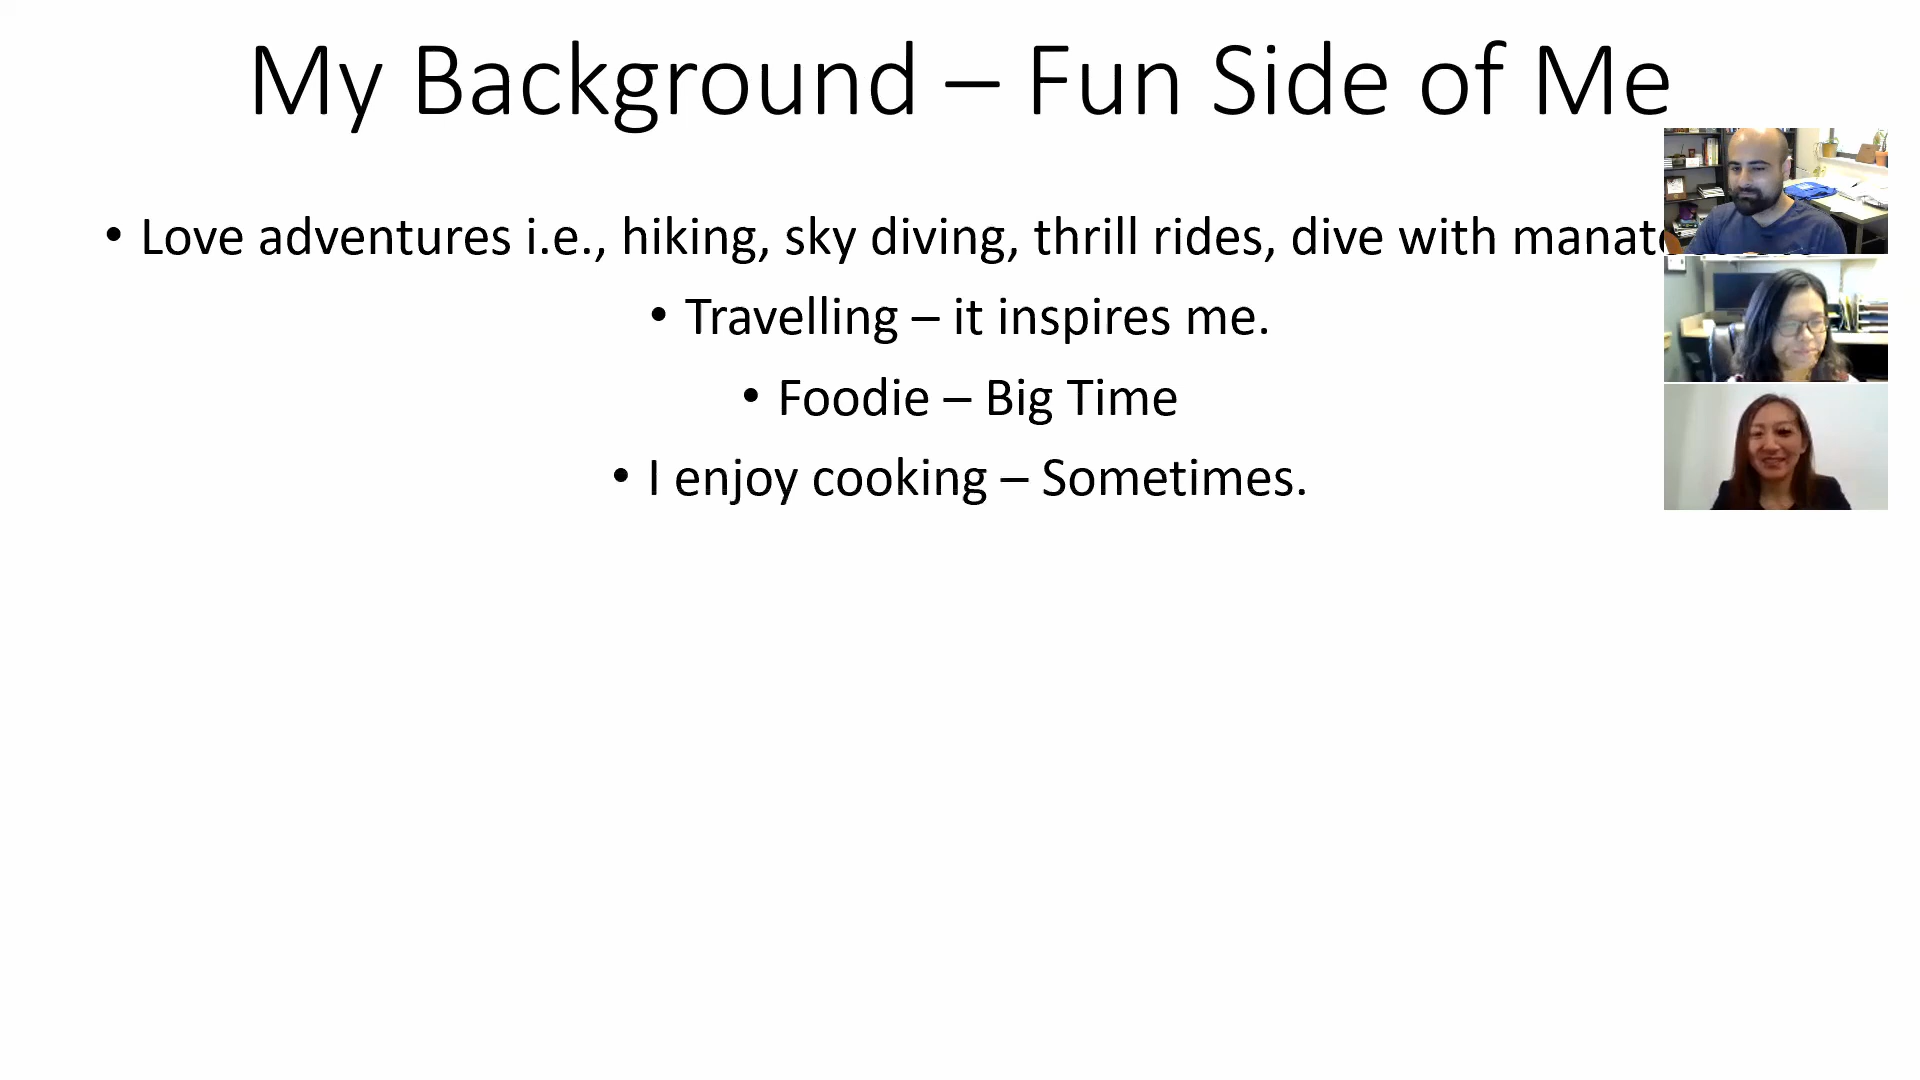 My Background – Fun Side of Me
• Love adventures i.e., hiking, sky diving, thrill rides, dive with
• Travelling – it inspires me.
• Foodie – Big Time
• I enjoy cooking – Sometimes.